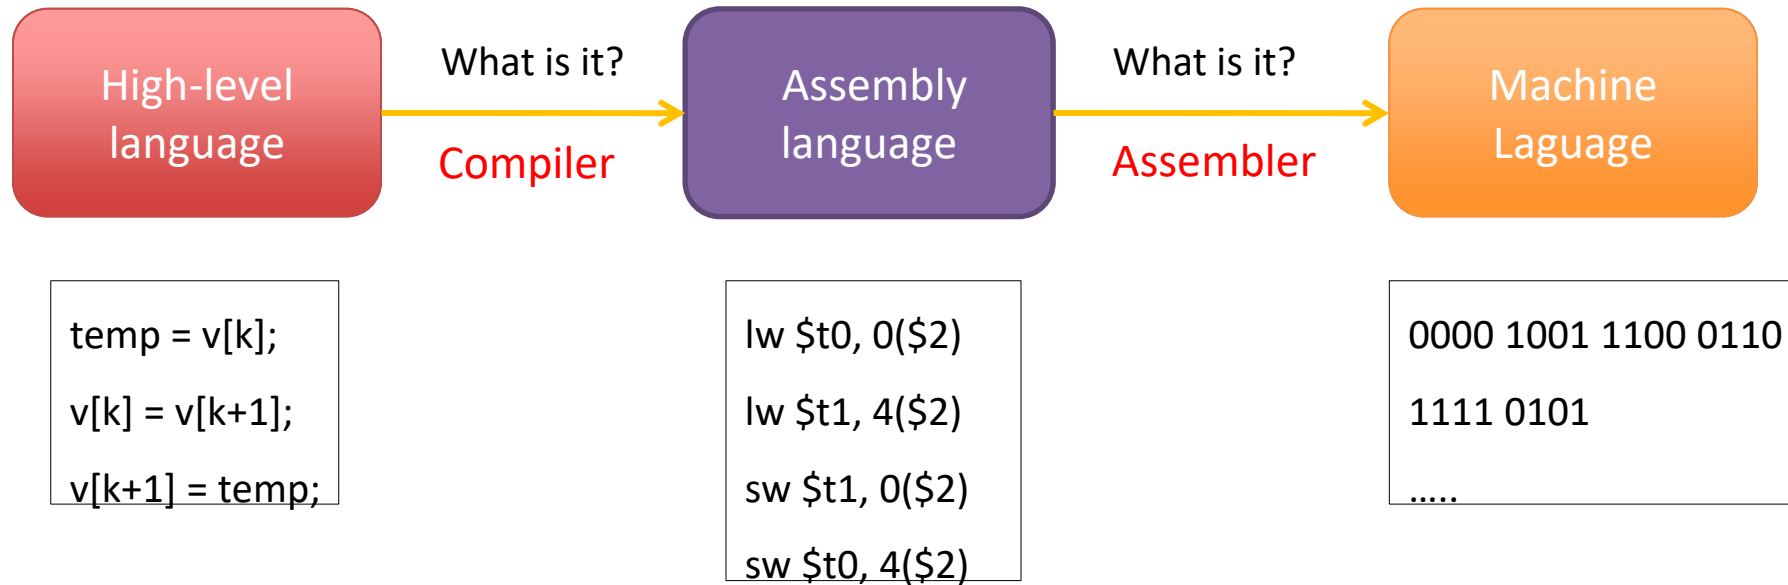 High-level
language
What is it?
Compiler
Assembly
language
What is it?
Assembler
Machine
Laguage
temp = v[k];
v[k] = v[k+1];
v[k+1] = temp;
lw $t0, 0($2)
lw $t1, 4($2)
sw $t1, 0($2)
sw $t0, 4($2)
0000 1001 1100 0110
1111 0101
.....